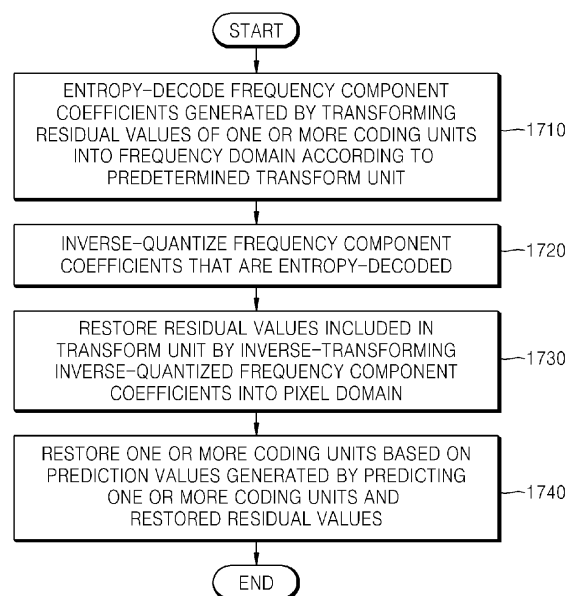 START
ENTROPY-DECODE FREQUENCY COMPONENT
COEFFICIENTS GENERATED BY TRANSFORMING
RESIDUAL VALUES OF ONE OR MORE CODING UNITS
INTO FREQUENCY DOMAIN ACCORDING TO
PREDETERMINED TRANSFORM UNIT
1710
INVERSE-QUANTIZE FREQUENCY COMPONENT
COEFFICIENTS THAT ARE ENTROPY-DECODED
1720
RESTORE RESIDUAL VALUES INCLUDED IN
TRANSFORM UNIT BY INVERSE-TRANSFORMING
INVERSE-QUANTIZED FREQUENCY COMPONENT
COEFFICIENTS INTO PIXEL DOMAIN
1730
RESTORE ONE OR MORE CODING UNITS BASED ON
PREDICTION VALUES GENERATED BY PREDICTING
ONE OR MORE CODING UNITS AND
RESTORED RESIDUAL VALUES
1740
END